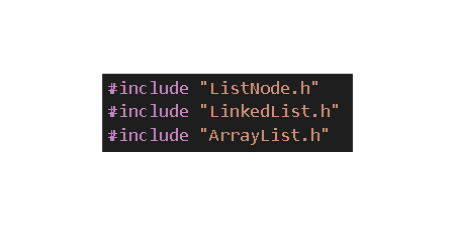 #include "ListNode.h"
#include "LinkedList.h"
#include "ArrayList.h"